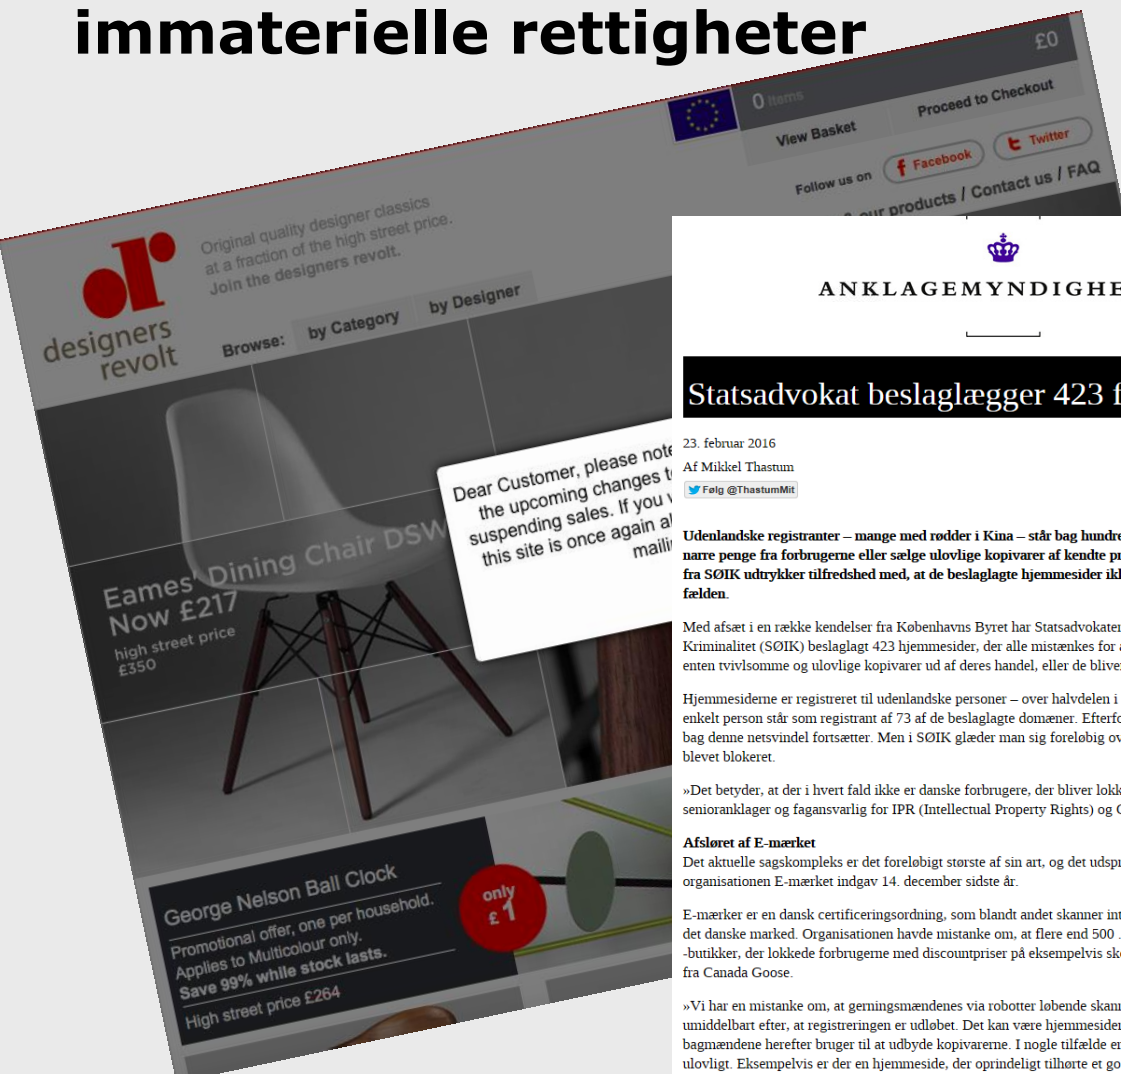 immaterielle rettigheter
£0
0 Items
View Basket
Proceed to Checkout
Follow us on
Facebook
Twitter
our products / Contact us / FAQ
designers
revolt
Original quality designer classics
at a fraction of the high street price.
Join the designers revolt.
Browse:
by Category
by Designer
Dear Customer, please note
the upcoming changes
suspending sales. If you
this site is once again
Eames' Dining Chair DSW
Now £217
high street price
£350
George Nelson Ball Clock
Promotional offer, one per household.
Applies to Multicolour only.
Save 99% while stock lasts.
High street price £264
only
£1
ANKLAGEMYNDIGHE
Statsadvokat beslaglægger 423 f
23. februar 2016
Af Mikkel Thastum
Følg @ThastumMit
Udenlandske registranter – mange med rødder i Kina – står bag hundre
narre penge fra forbrugerne eller sælge ulovlige kopivarer af kendte pr
fra SØIK udtrykker tilfredshed med, at de beslaglagte hjemmesider ik
fælden.
Med afsæt i en række kendelser fra Københavns Byret har Statsadvokaten
Kriminalitet (SØIK) beslaglagt 423 hjemmesider, der alle mistænkes for
enten tvivlsomme og ulovlige kopivarer ud af deres handel, eller de blive
Hjemmesiderne er registreret til udenlandske personer – over halvdelen i
enkelt person står som registrant af 73 af de beslaglagte domæner. Efterfo
bag denne netsvindel fortsætter. Men i SØIK glæder man sig foreløbig ov
blevet blokeret.
»Det betyder, at der i hvert fald ikke er danske forbrugere, der bliver lokk
senioranklager og fagansvarlig for IPR (Intellectual Property Rights) og
Afsløret af E-mærket
Det aktuelle sagskompleks er det foreløbigt største af sin art, og det udspr
organisationen E-mærket indgav 14. december sidste år.
E-mærker er en dansk certificeringsordning, som blandt andet skanner int
det danske marked. Organisationen havde mistanke om, at flere end 500
-butikker, der lokkede forbrugerne med discountpriser på eksempelvis sk
fra Canada Goose.
»Vi har en mistanke om, at gerningsmændenes via robotter løbende skan
umiddelbart efter, at registreringen er udløbet. Det kan være hjemmesider
bagmændene herefter bruger til at udbyde kopivarerne. I nogle tilfælde er
ulovligt. Eksempelvis er der en hjemmeside, der oprindeligt tilhørte et go